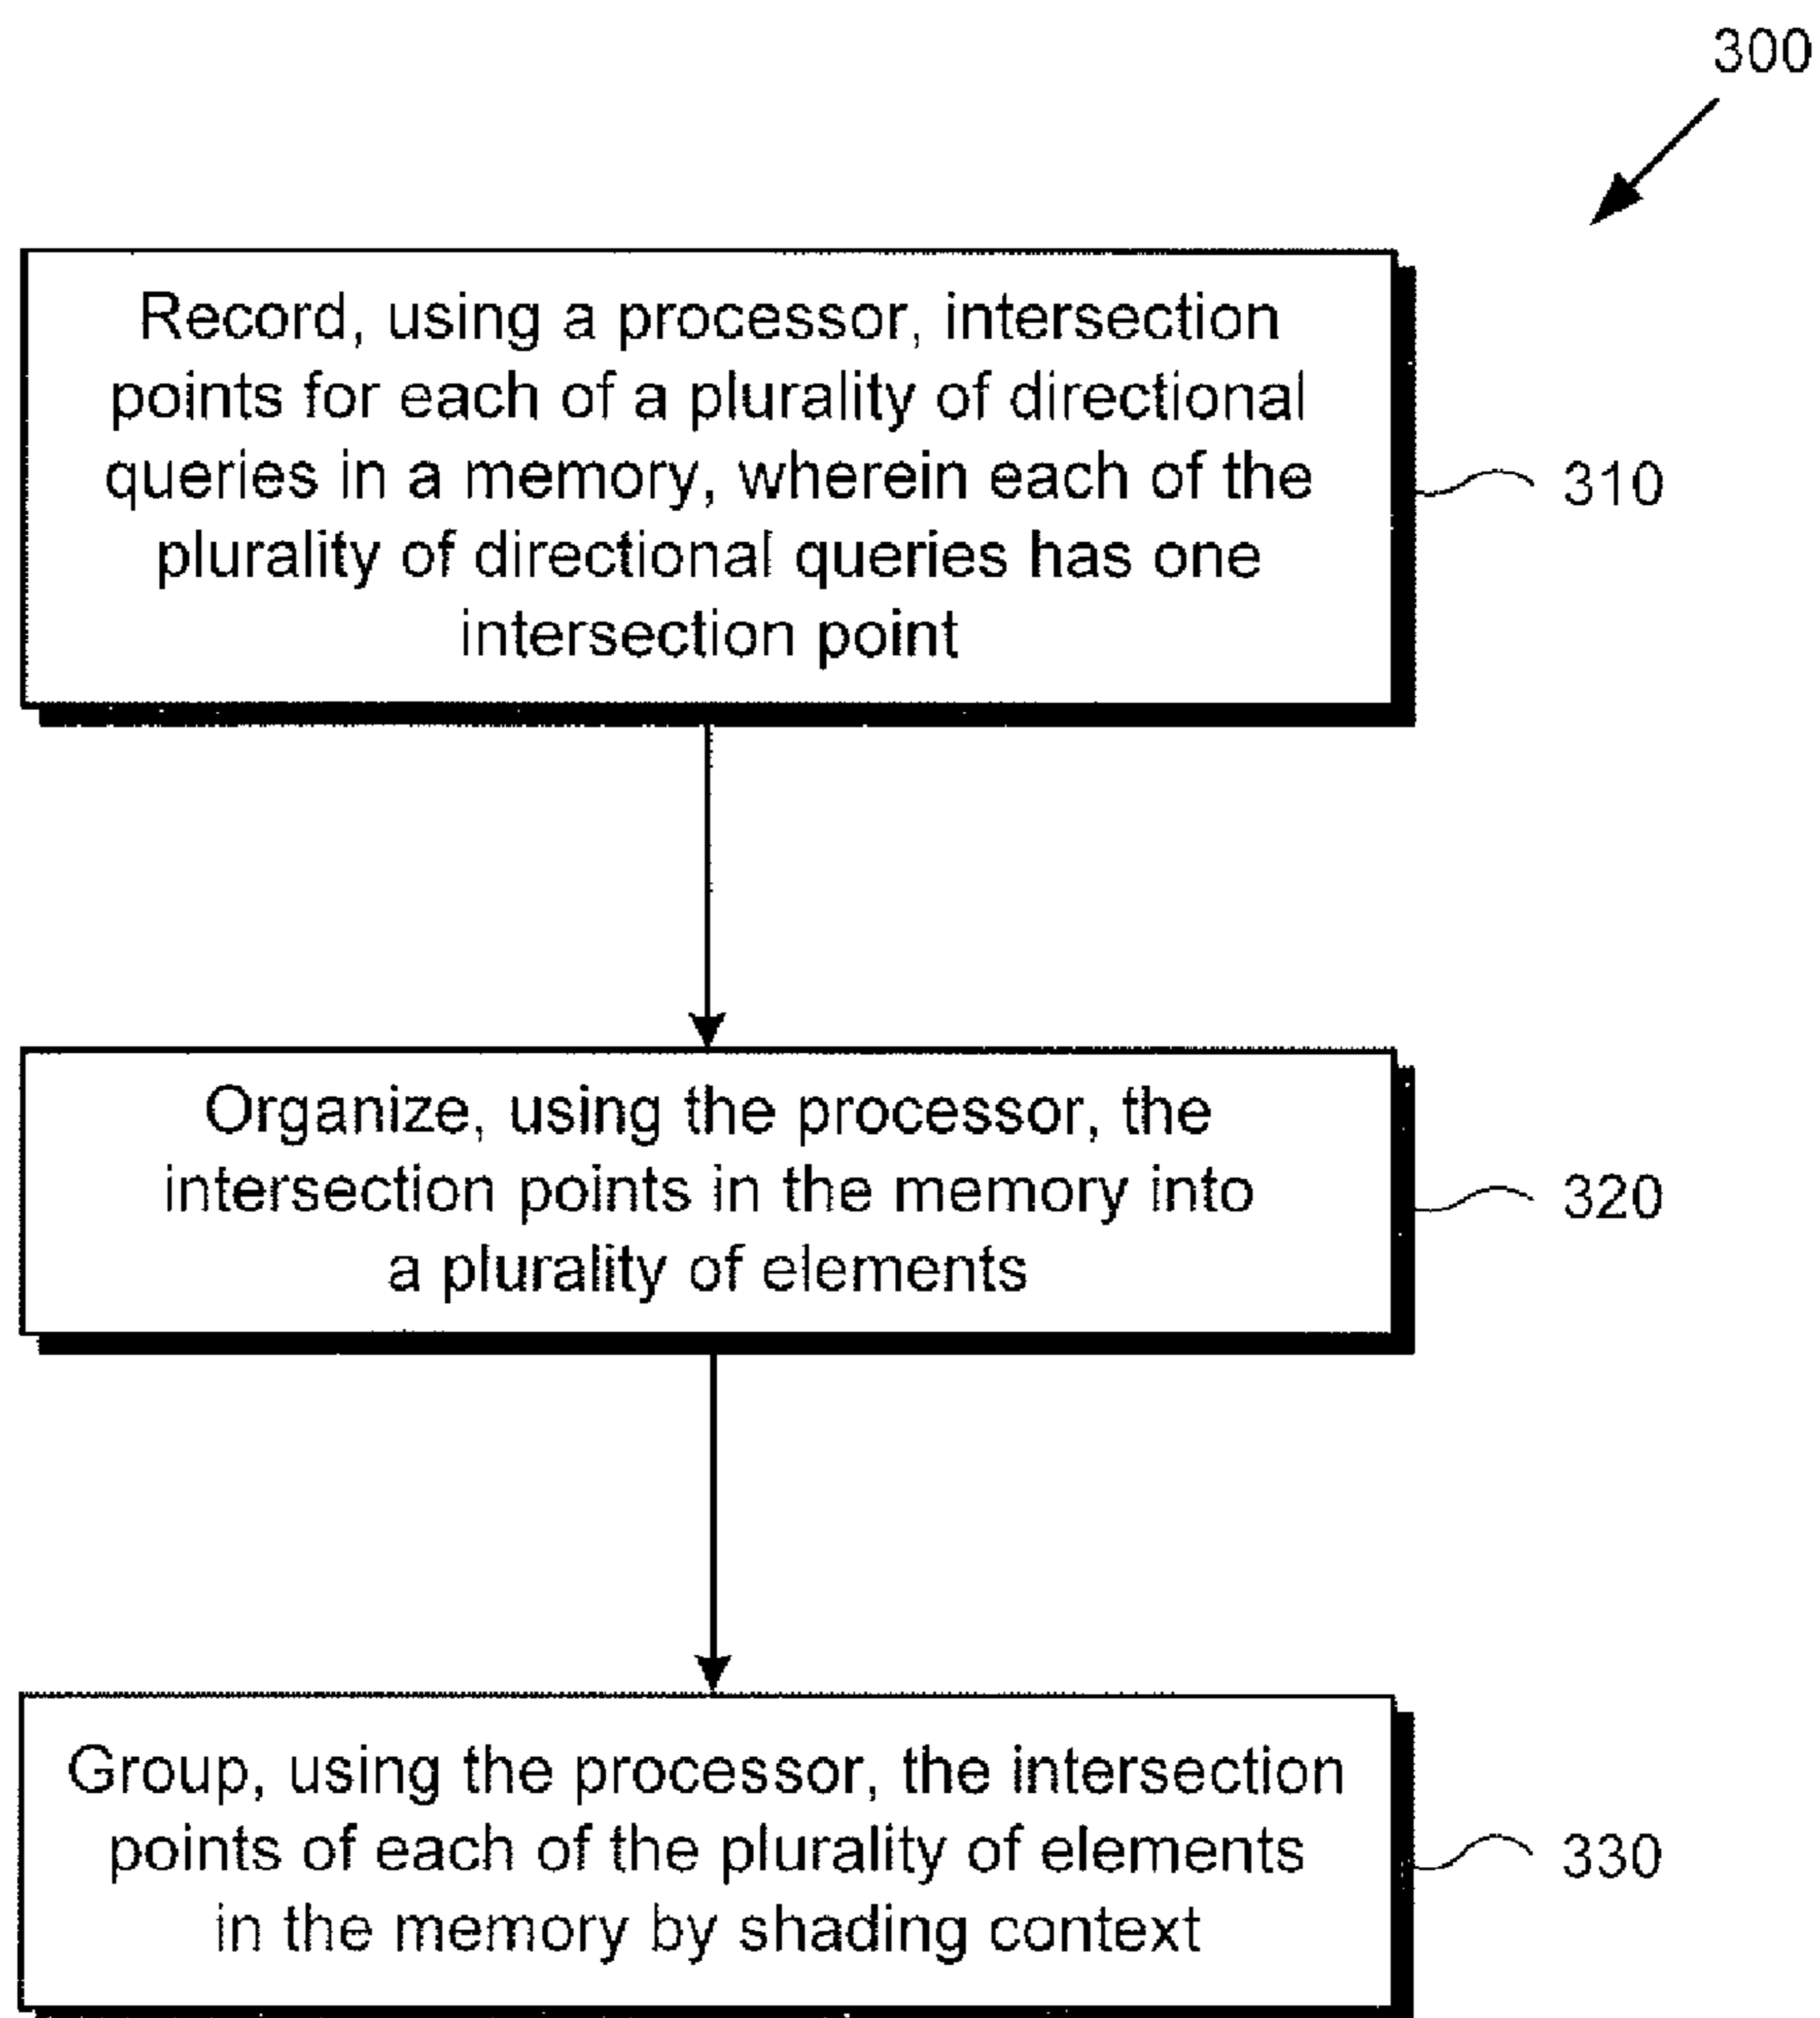 300
Record, using a processor, intersection
points for each of a plurality of directional
queries in a memory, wherein each of the
plurality of directional queries has one
intersection point
310
Organize, using the processor, the
intersection points in the memory into
a plurality of elements
320
Group, using the processor, the intersection
points of each of the plurality of elements
in the memory by shading context
330